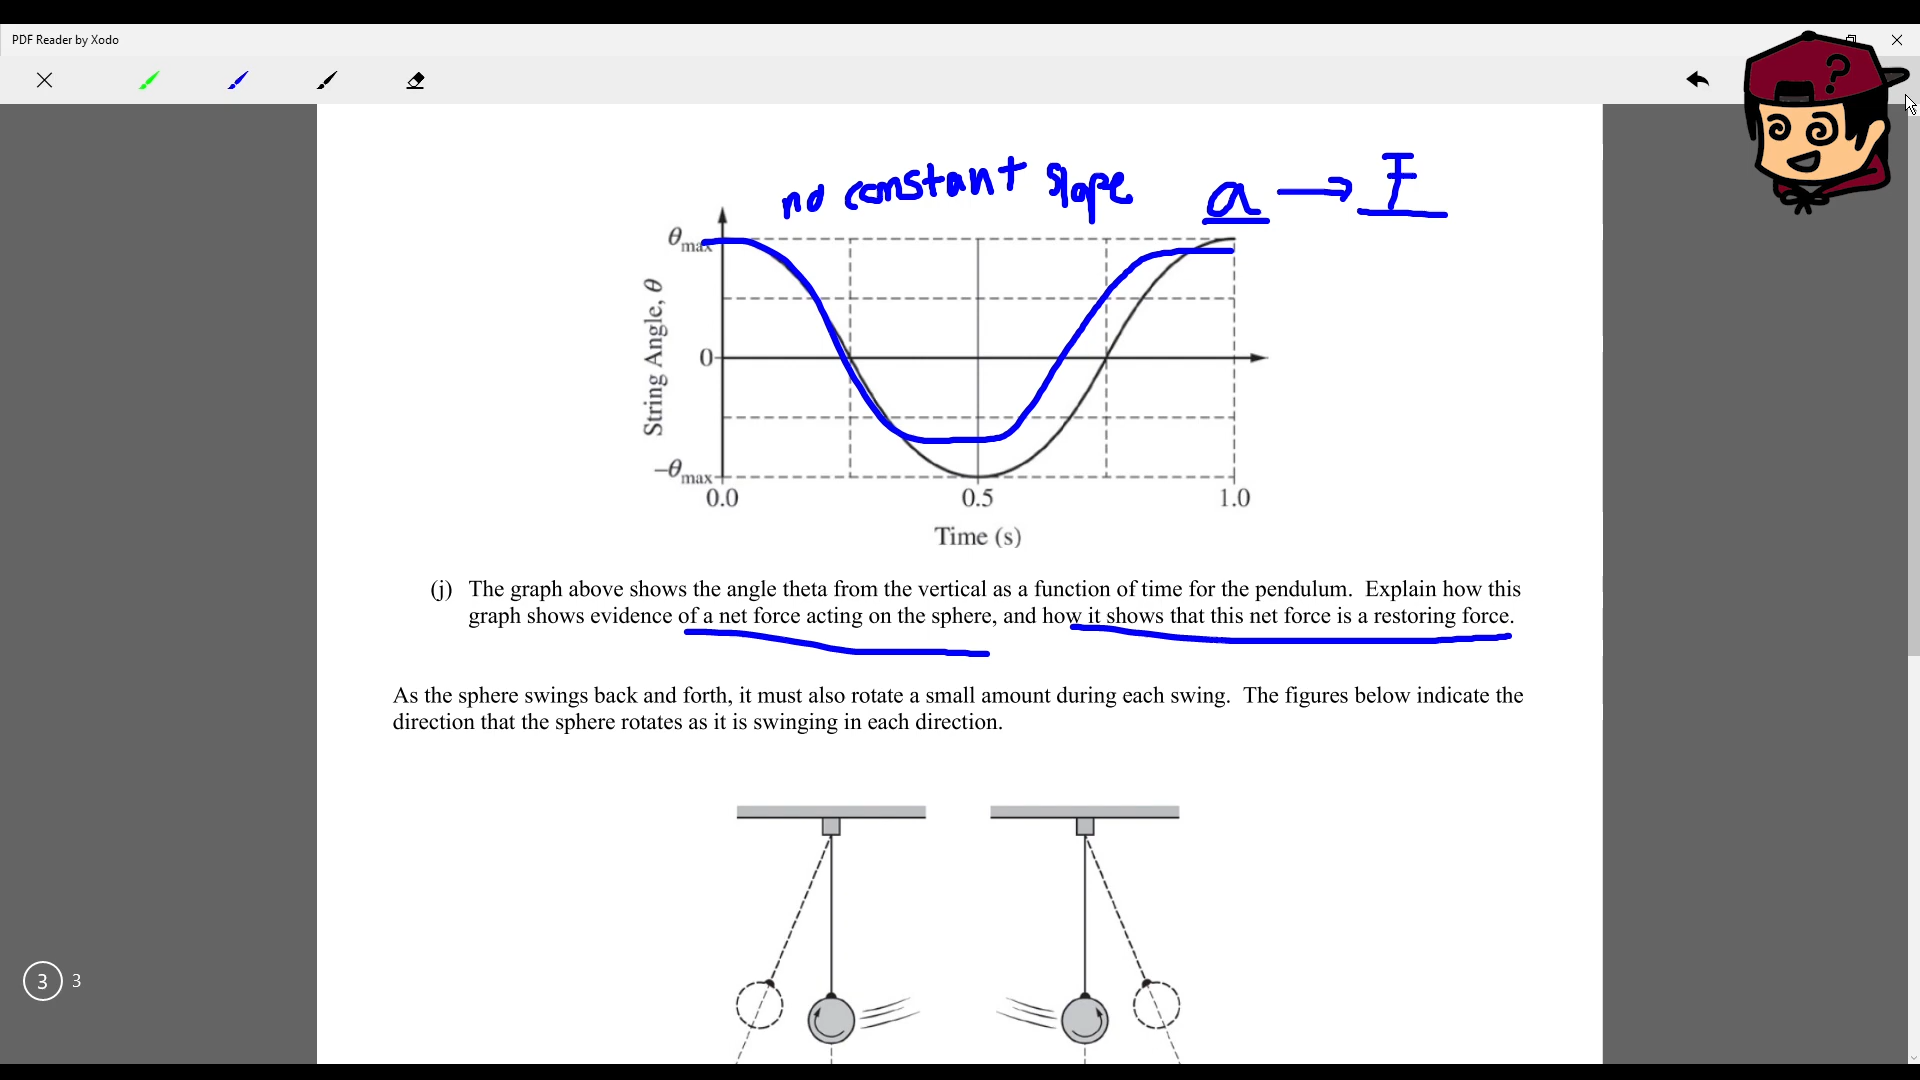 PDF Reader by Xodo
?
no constant slope a → F
θmax
String Angle, θ
0
−θmax
0.0 0.5 1.0
Time (s)
(j) The graph above shows the angle theta from the vertical as a function of time for the pendulum. Explain how this
graph shows evidence of a net force acting on the sphere, and how it shows that this net force is a restoring force.
As the sphere swings back and forth, it must also rotate a small amount during each swing. The figures below indicate the
direction that the sphere rotates as it is swinging in each direction.
3 3